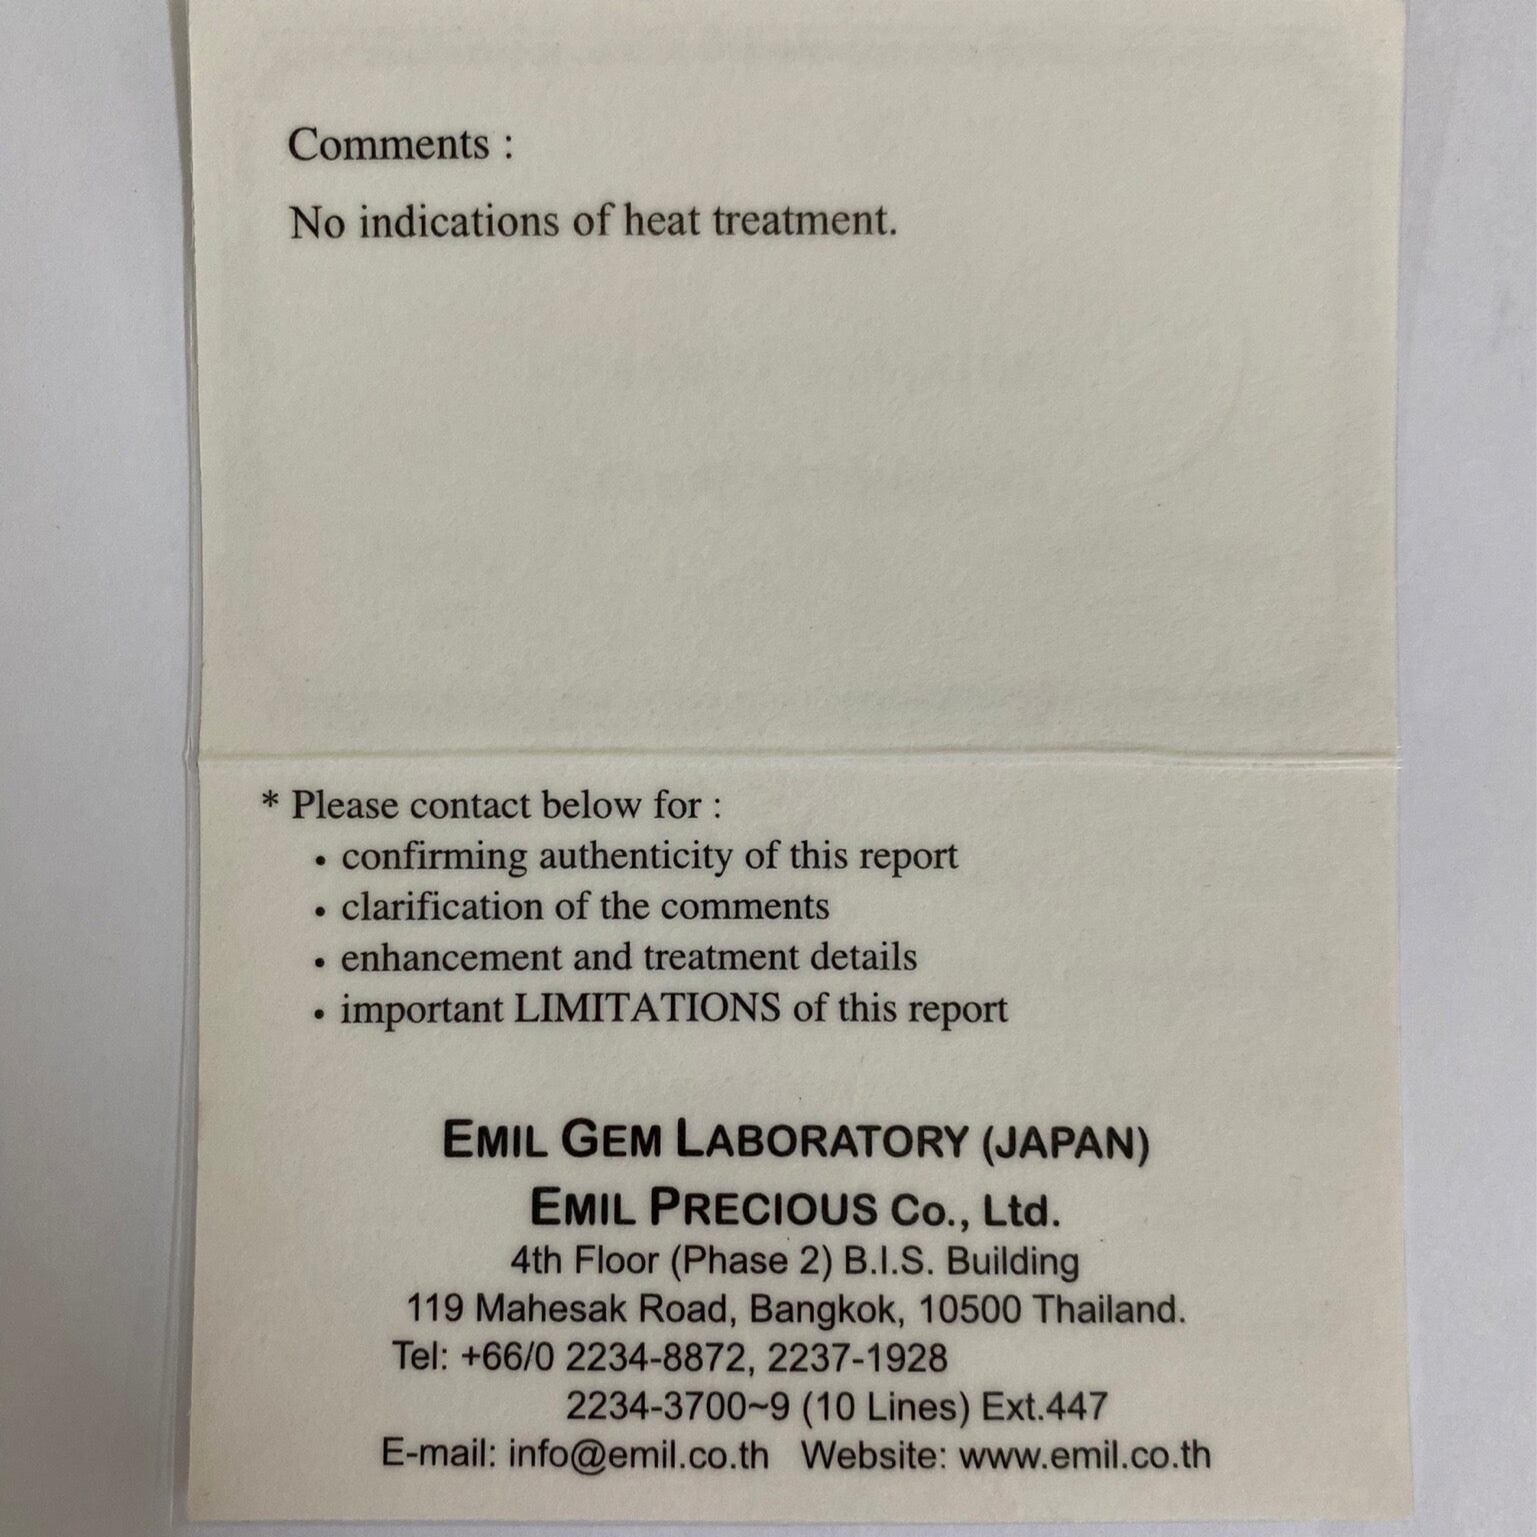 Comments :
No indications of heat treatment.
* Please contact below for :
• confirming authenticity of this report
• clarification of the comments
• enhancement and treatment details
• important LIMITATIONS of this report
EMIL GEM LABORATORY (JAPAN)
EMIL PRECIOUS Co., Ltd.
4th Floor (Phase 2) B.I.S. Building
119 Mahesak Road, Bangkok, 10500 Thailand.
Tel: +66/0 2234-8872, 2237-1928
2234-3700~9 (10 Lines) Ext.447
E-mail: info@emil.co.th Website: www.emil.co.th